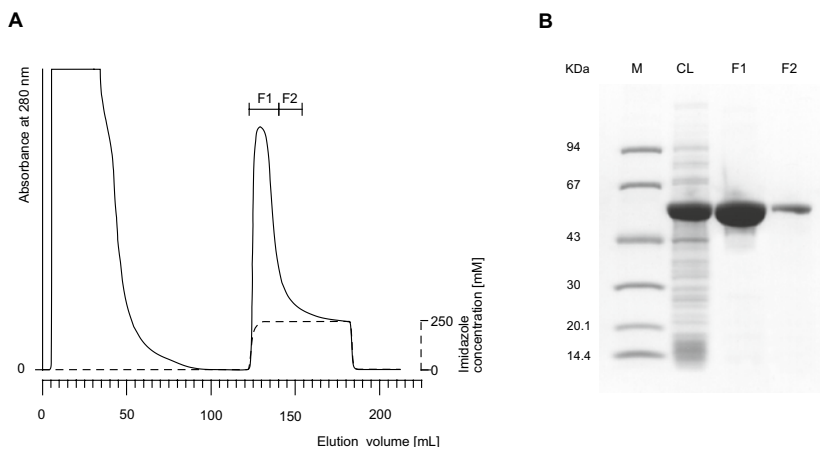 A
Absorbance at 280 nm
F1 F2
250
0
0
Imidazole
concentration [mM]
0 50 100 150 200
Elution volume [mL]
B
KDa M CL F1 F2
94
67
43
30
20.1
14.4